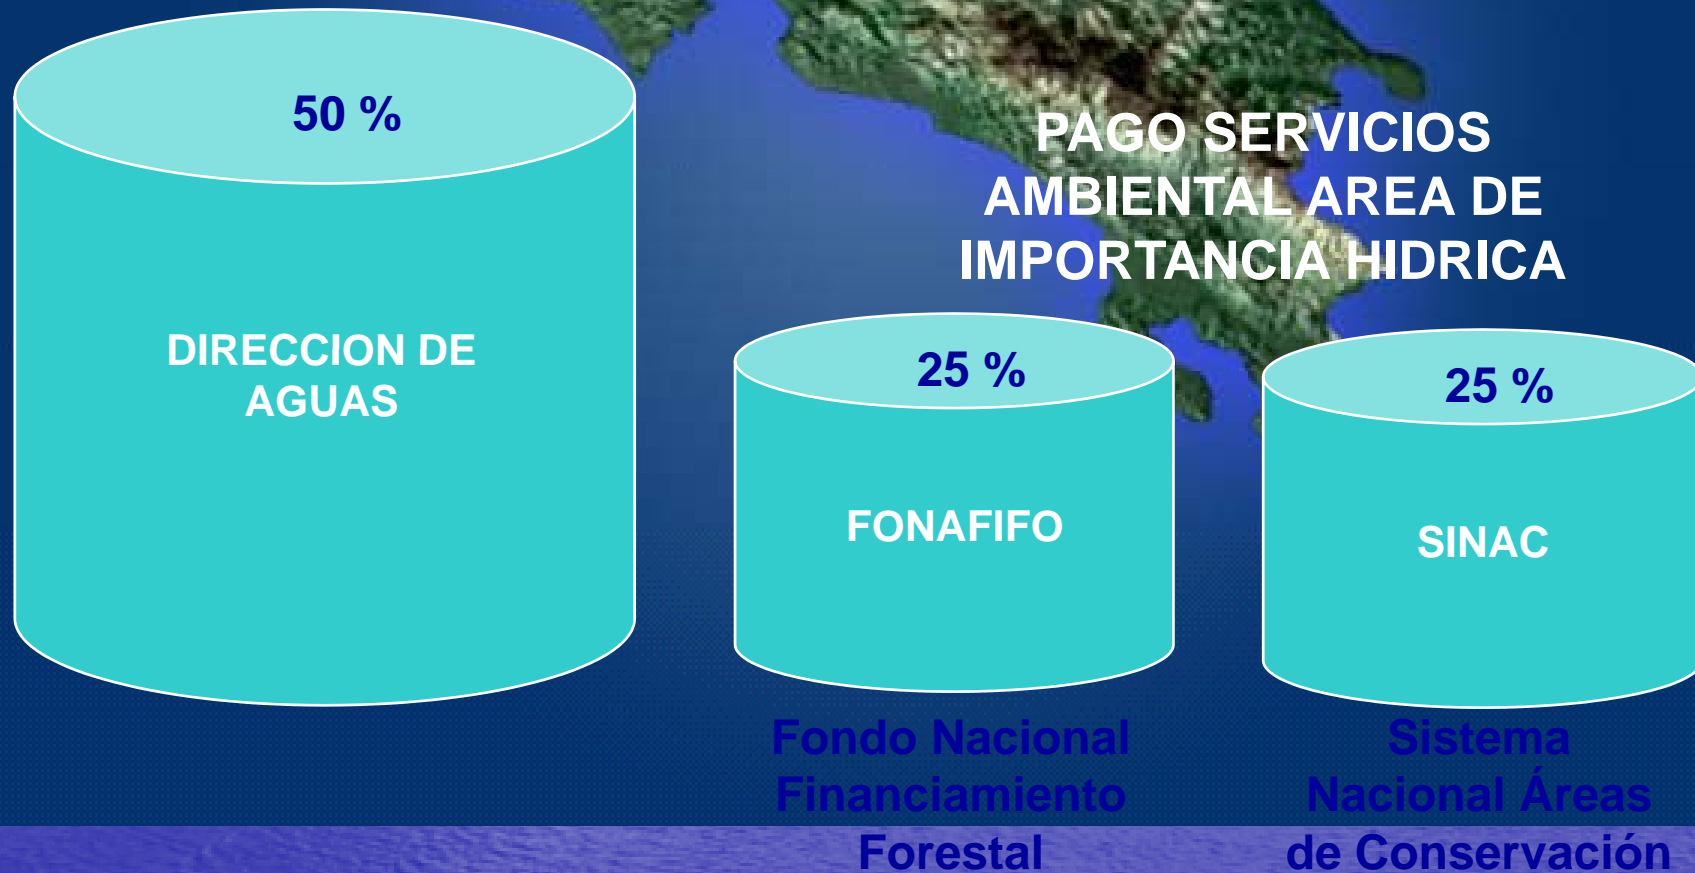 50 %
DIRECCION DE
AGUAS
PAGO SERVICIOS
AMBIENTAL AREA DE
IMPORTANCIA HIDRICA
25 %
FONAFIFO
Fondo Nacional
Financiamiento
Forestal
25 %
SINAC
Sistema
Nacional Áreas
de Conservación